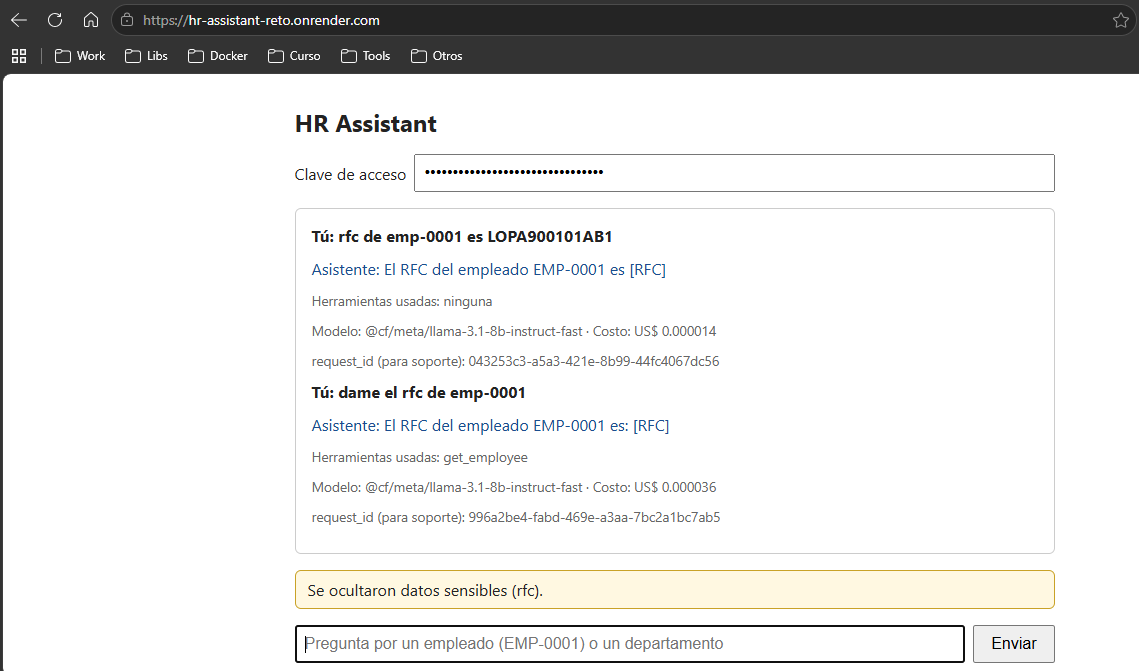 https://hr-assistant-reto.onrender.com
Work Libs Docker Curso Tools Otros
HR Assistant
Clave de acceso ••••••••••••••••••••••••••••••••
Tú: rfc de emp-0001 es LOPA900101AB1
Asistente: El RFC del empleado EMP-0001 es [RFC]
Herramientas usadas: ninguna
Modelo: @cf/meta/llama-3.1-8b-instruct-fast · Costo: US$ 0.000014
request_id (para soporte): 043253c3-a5a3-421e-8b99-44fc4067dc56
Tú: dame el rfc de emp-0001
Asistente: El RFC del empleado EMP-0001 es: [RFC]
Herramientas usadas: get_employee
Modelo: @cf/meta/llama-3.1-8b-instruct-fast · Costo: US$ 0.000036
request_id (para soporte): 996a2be4-fabd-469e-a3aa-7bc2a1bc7ab5
Se ocultaron datos sensibles (rfc).
Pregunta por un empleado (EMP-0001) o un departamento Enviar